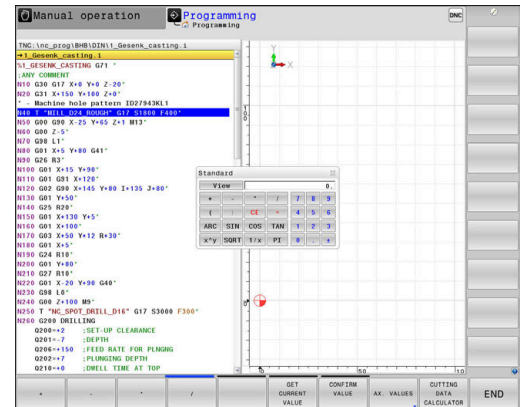 Manual operation
Programming
Programming
DNC
TNC:\nc_prog\BHB\DIN\1_Gesenk_casting.i
→1_Gesenk_casting.i
%1_GESENK_CASTING G71 *
;ANY COMMENT
N10 G30 G17 X+0 Y+0 Z-20*
N20 G31 X+150 Y+100 Z+0*
* - Machine hole pattern ID27943KL1
N40 T "MILL_D24_ROUGH" G17 S1800 F400*
N50 G00 G90 X-25 Y+65 Z+1 M13*
N60 G00 Z-5*
N70 G98 L1*
N80 G01 X+5 Y+80 G41*
N90 G26 R3*
N100 G01 X+15 Y+90*
N110 G01 G91 X+120*
N120 G02 G90 X+145 Y+80 I+135 J+80*
N130 G01 Y+50*
N140 G25 R20*
N150 G01 X+130 Y+5*
N160 G01 X+100*
N170 G03 X+50 Y+12 R+30*
N180 G01 X+5*
N190 G24 R10*
N200 G01 Y+80*
N210 G27 R10*
N220 G01 X-20 Y+90 G40*
N230 G98 L0*
N240 G00 Z+100 M9*
N250 T "NC_SPOT_DRILL_D16" G17 S3000 F300*
N260 G200 DRILLING
Q200=+2 ;SET-UP CLEARANCE
Q201=-7 ;DEPTH
Q206=+150 ;FEED RATE FOR PLNGNG
Q202=+7 ;PLUNGING DEPTH
Q210=+0 ;DWELL TIME AT TOP
Y
X
Standard
View 0.
+ - * / 7 8 9
( ) CE = 4 5 6
ARC SIN COS TAN 1 2 3
x^y SQRT 1/x PI 0 . ±
0
50
+
-
*
/
GET CURRENT VALUE
CONFIRM VALUE
AX. VALUES
CUTTING DATA CALCULATOR
END